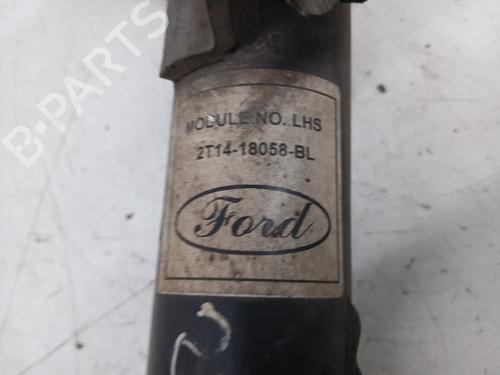 MODULE NO. LHS
2T14-18058-BL
Ford
B-PARTS